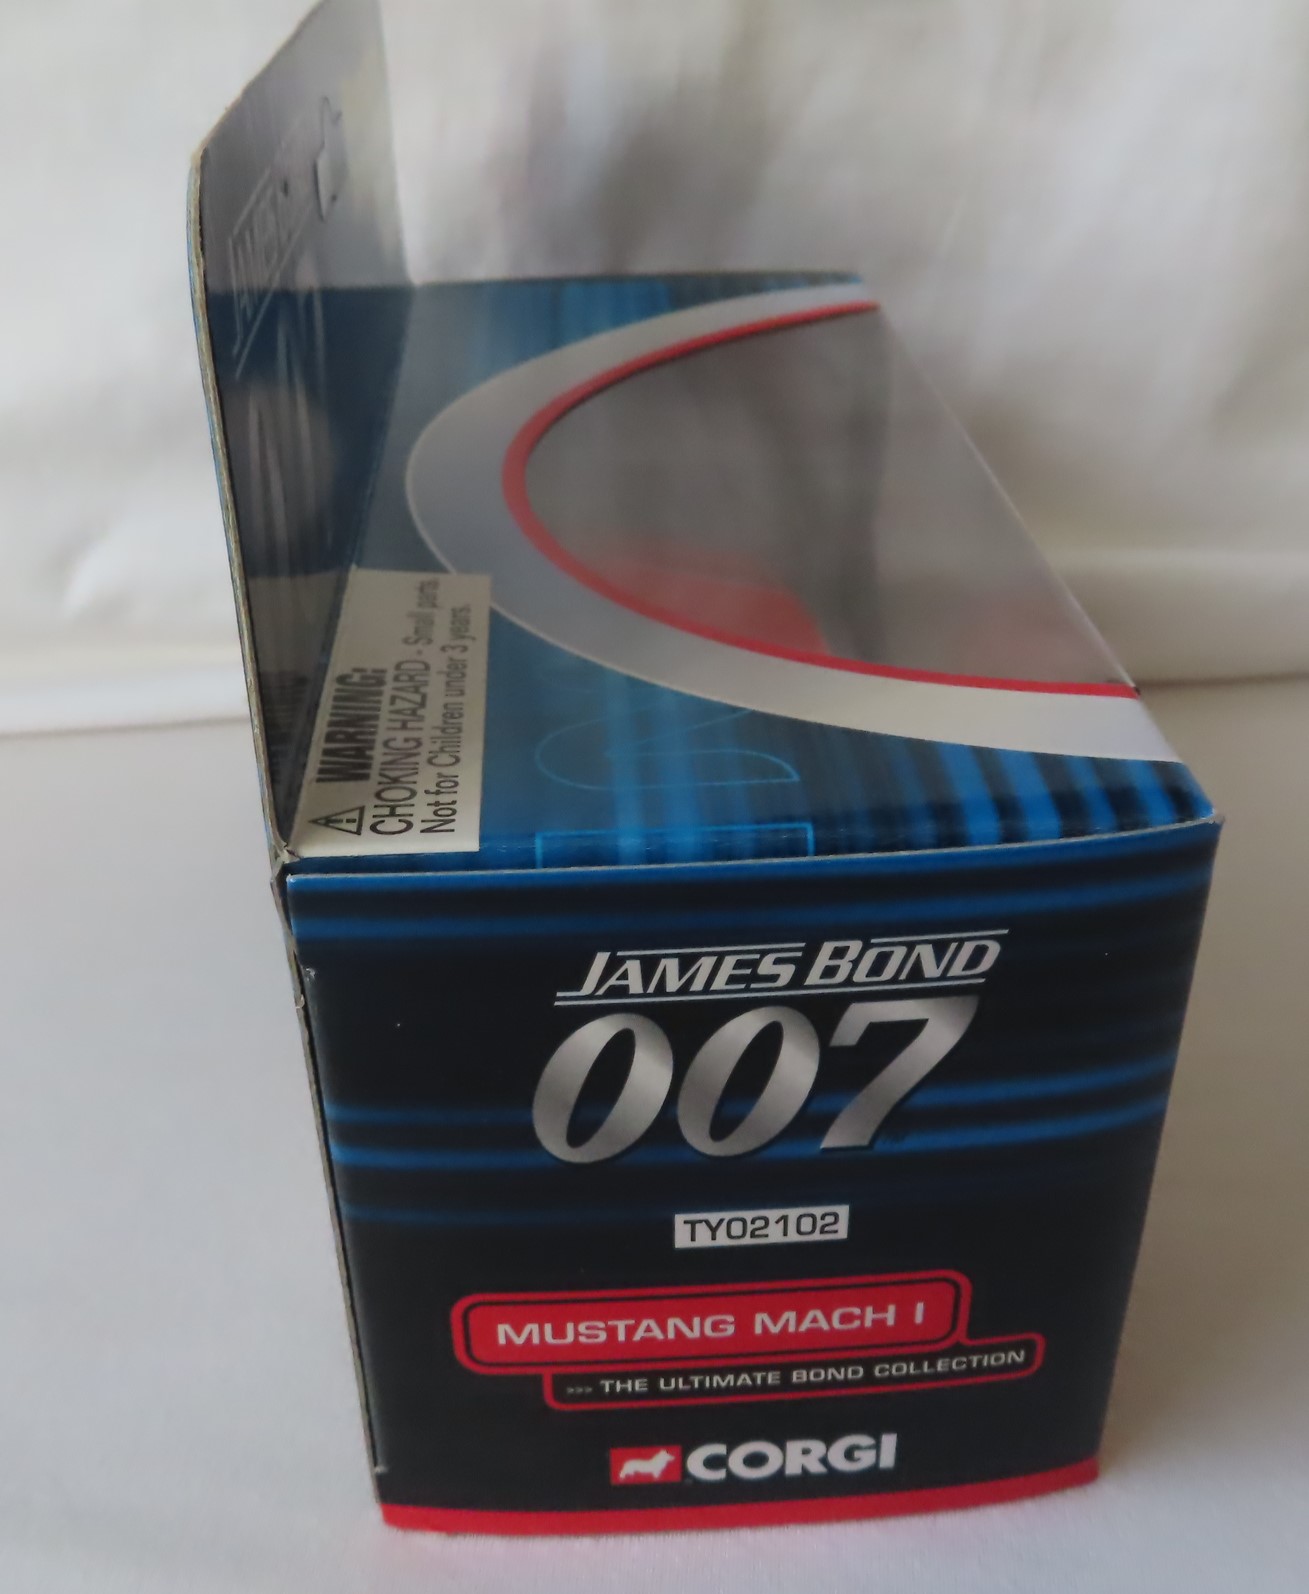 JAMES
WARNING:
CHOKING HAZARD - Small parts.
Not for Children under 3 years.
JAMES BOND
007
TY02102
MUSTANG MACH I
>>> THE ULTIMATE BOND COLLECTION
CORGI